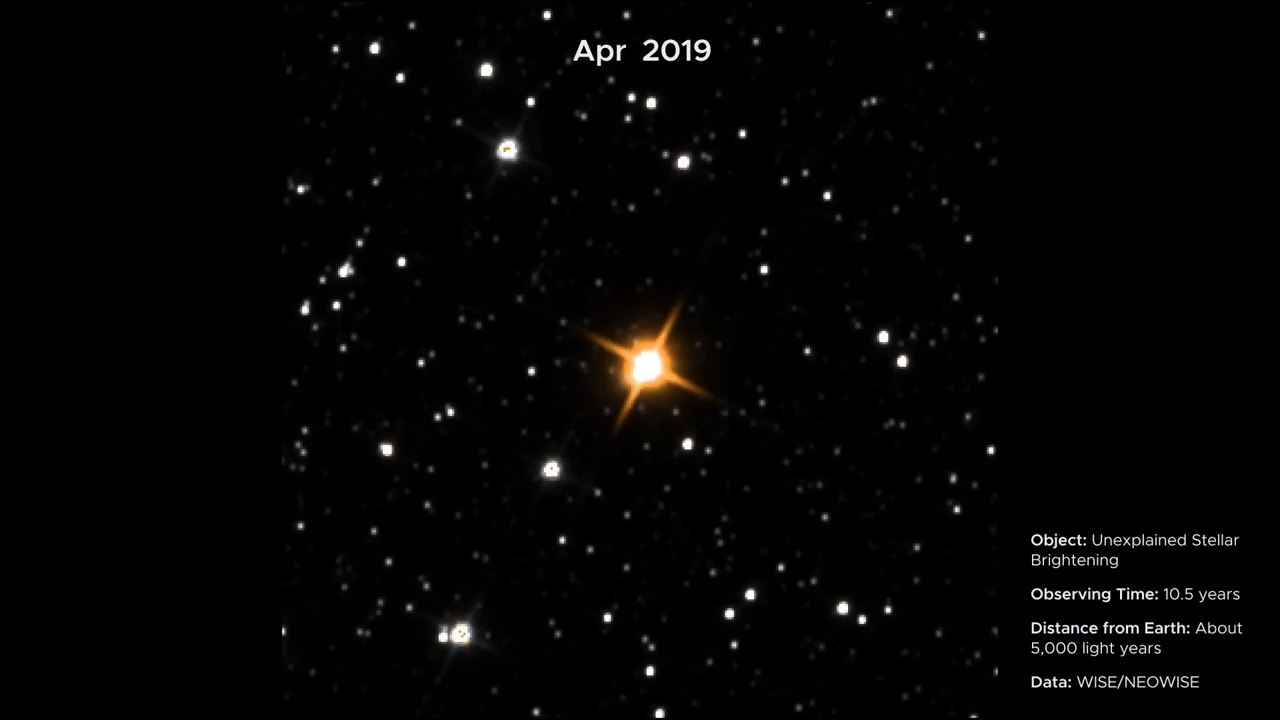 Apr 2019
Object: Unexplained Stellar
Brightening
Observing Time: 10.5 years
Distance from Earth: About
5,000 light years
Data: WISE/NEOWISE